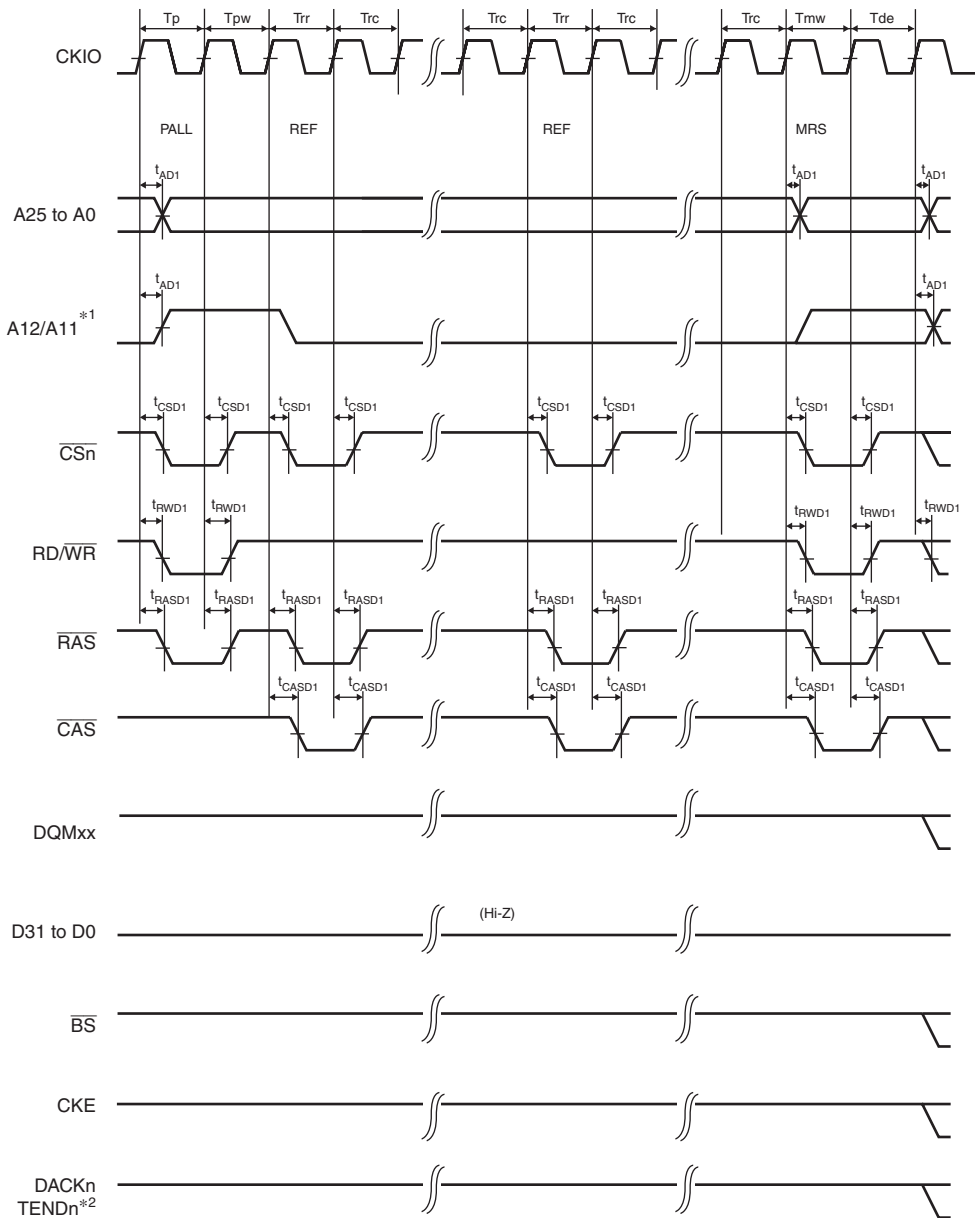 Tp Tpw Trr Trc Trc Trr Trc Trc Tmw Tde
CKIO
PALL REF REF MRS
tAD1 tAD1 tAD1
A25 to A0
tAD1 tAD1
A12/A11*1
tCSD1 tCSD1 tCSD1 tCSD1 tCSD1 tCSD1 tCSD1 tCSD1
CSn
tRWD1 tRWD1 tRWD1 tRWD1 tRWD1
RD/WR
tRASD1 tRASD1 tRASD1 tRASD1 tRASD1 tRASD1 tRASD1 tRASD1
RAS
tCASD1 tCASD1 tCASD1 tCASD1 tCASD1 tCASD1
CAS
DQMxx
(Hi-Z)
D31 to D0
BS
CKE
DACKn
TENDn*2